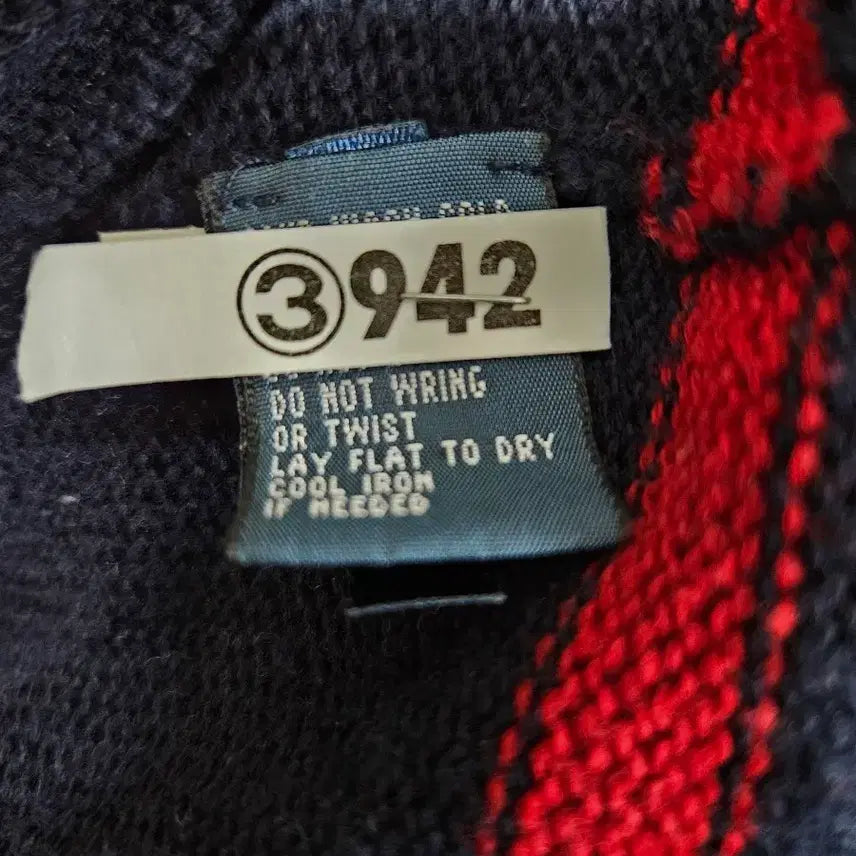 ③942
DO NOT WRING
OR TWIST
LAY FLAT TO DRY
COOL IRON
IF NEEDED